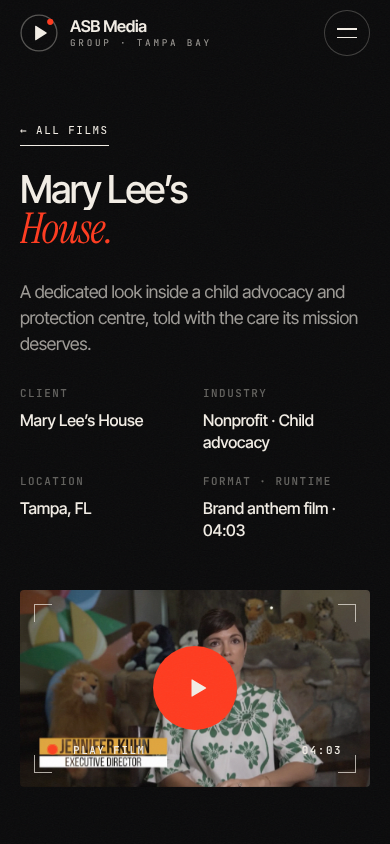 ASB Media
GROUP · TAMPA BAY
← ALL FILMS
Mary Lee’s
House.
A dedicated look inside a child advocacy and
protection centre, told with the care its mission
deserves.
CLIENT
Mary Lee’s House
INDUSTRY
Nonprofit · Child
advocacy
LOCATION
Tampa, FL
FORMAT · RUNTIME
Brand anthem film ·
04:03
JENNIFER KUHN
PLAY FILM
04:03
EXECUTIVE DIRECTOR